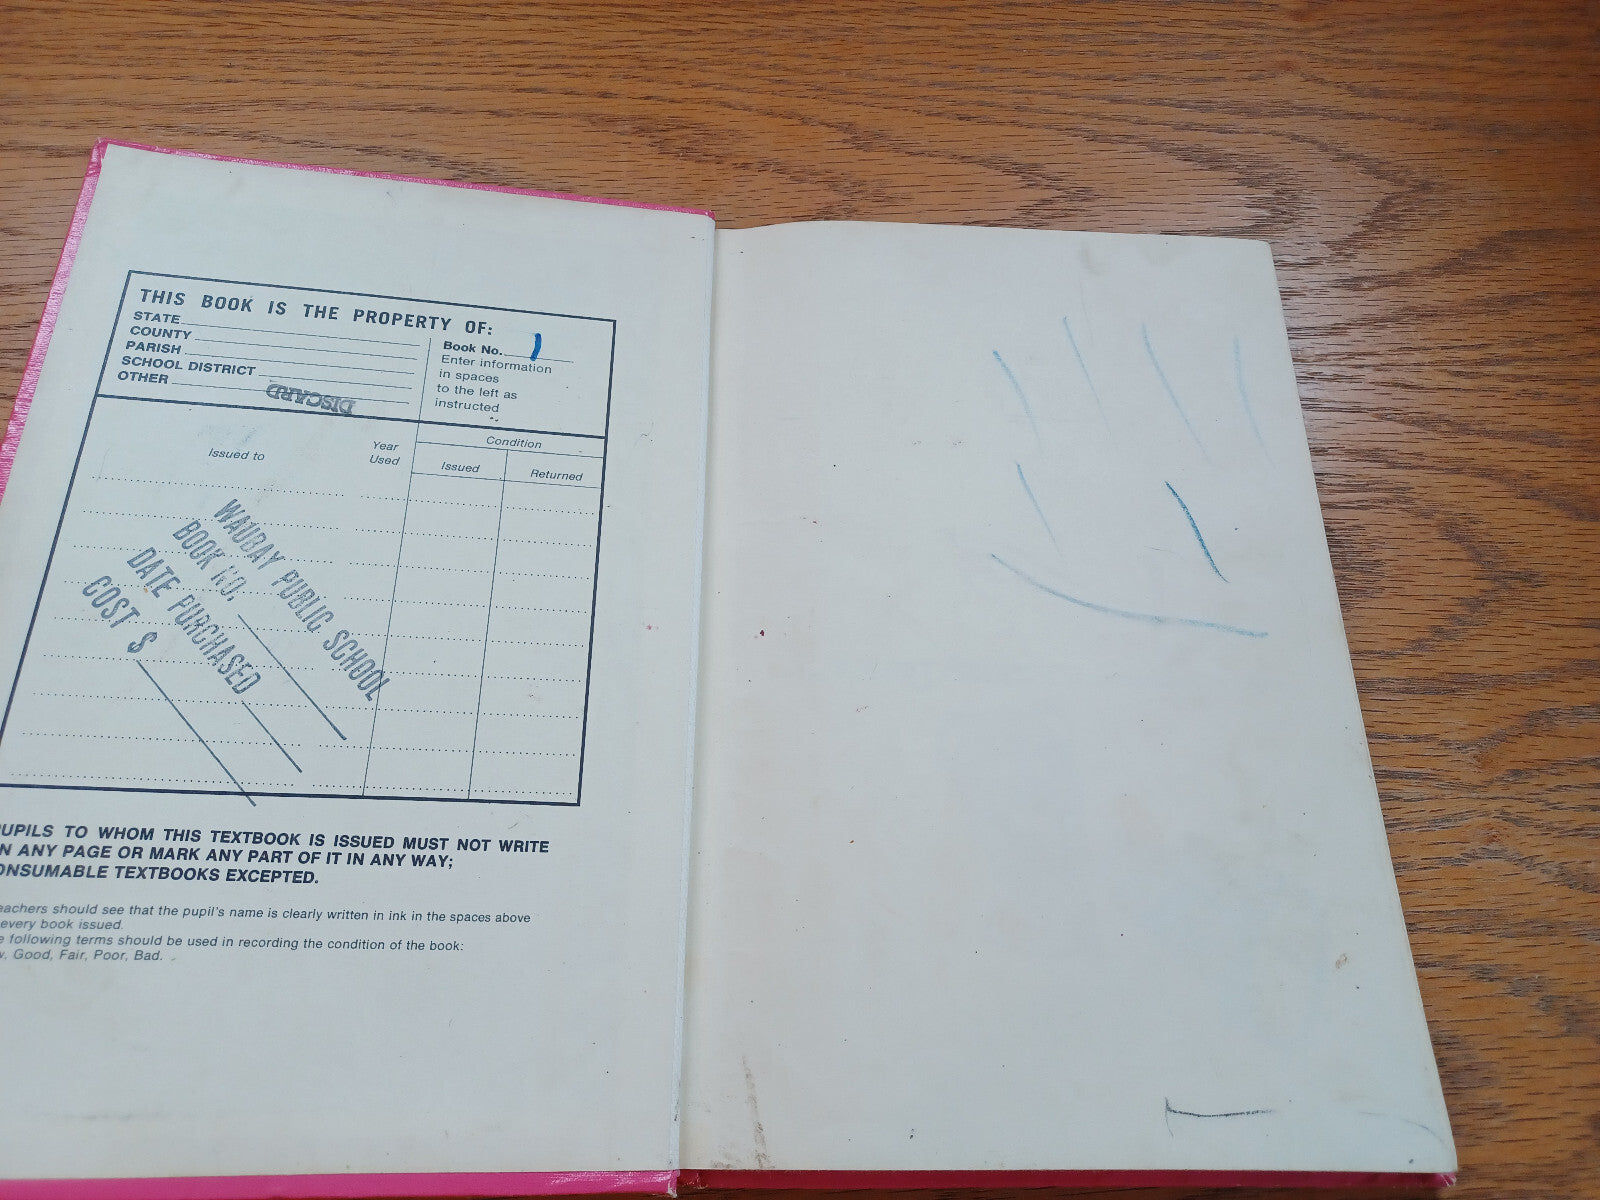 THIS BOOK IS THE PROPERTY OF:
STATE
COUNTY
PARISH
SCHOOL DISTRICT
OTHER
Book No. 1
Enter information
in spaces
to the left as
instructed
DISCARD
Issued to
Year
Used
Condition
Issued
Returned
WAUBAY PUBLIC SCHOOL
BOOK NO.
DATE PURCHASED
COST $
UPILS TO WHOM THIS TEXTBOOK IS ISSUED MUST NOT WRITE
N ANY PAGE OR MARK ANY PART OF IT IN ANY WAY;
ONSUMABLE TEXTBOOKS EXCEPTED.
eachers should see that the pupil's name is clearly written in ink in the spaces above
every book issued.
e following terms should be used in recording the condition of the book:
w, Good, Fair, Poor, Bad.